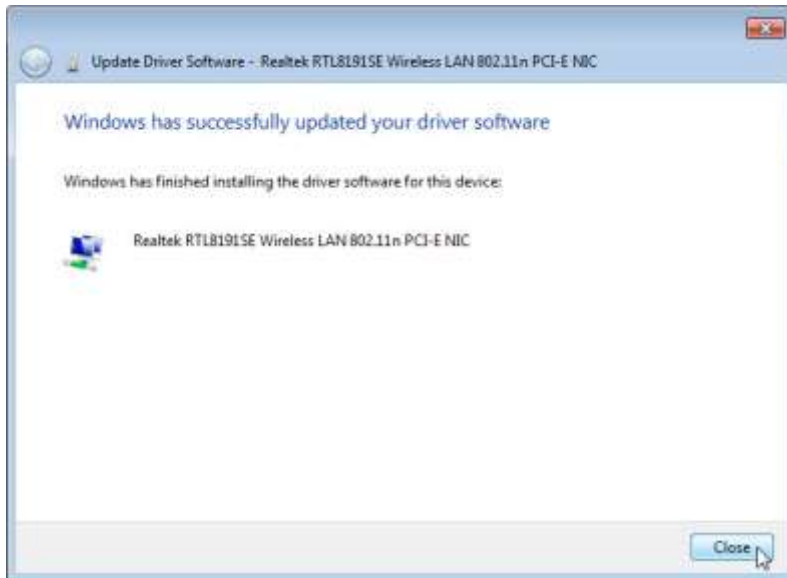 Update Driver Software - Realtek RTL8191SE Wireless LAN 802.11n PCI-E NIC
Windows has successfully updated your driver software
Windows has finished installing the driver software for this device:
Realtek RTL8191SE Wireless LAN 802.11n PCI-E NIC
Close